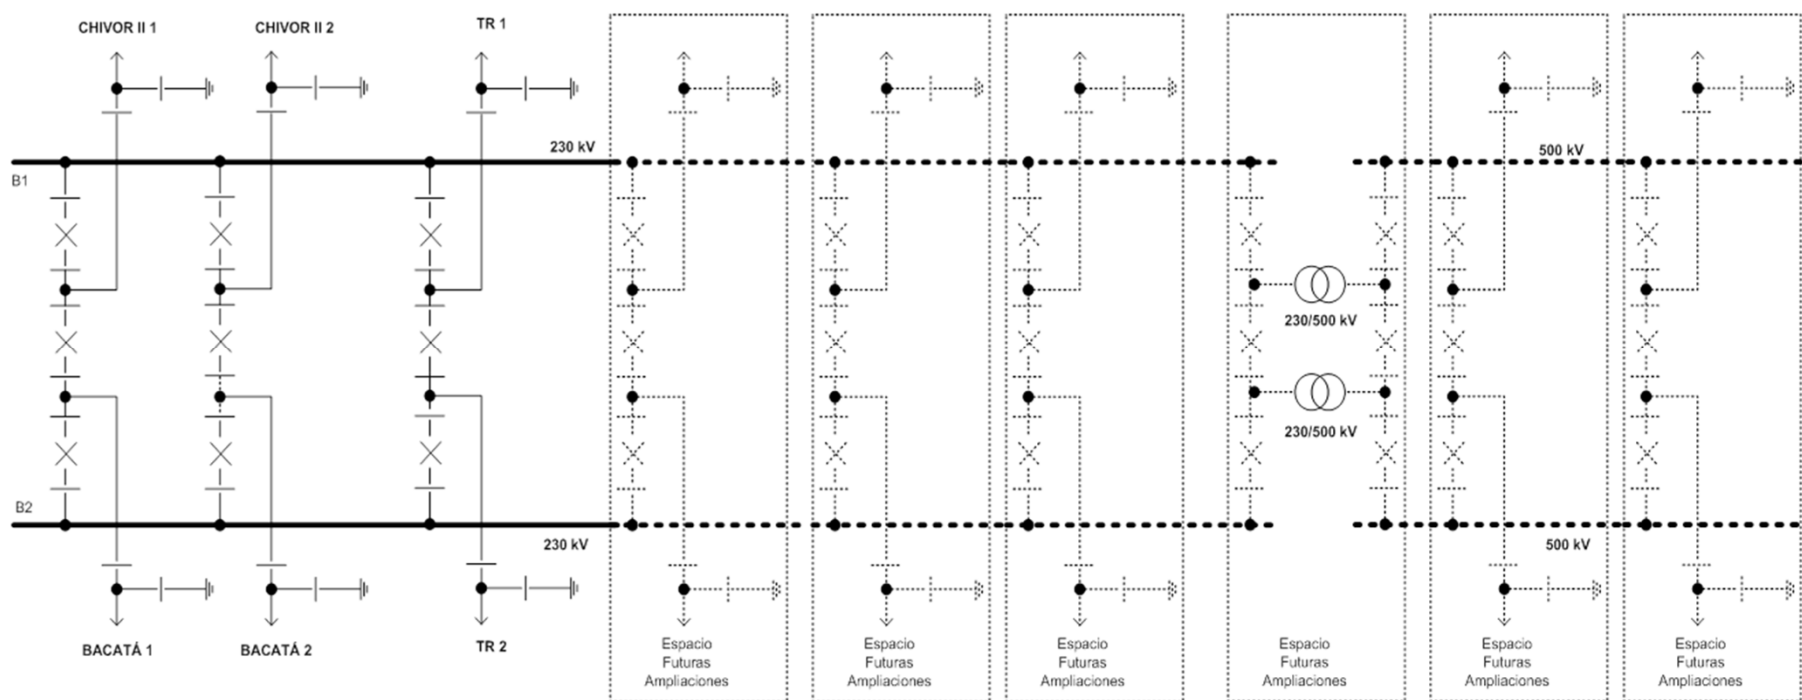 CHIVOR II 1
CHIVOR II 2
TR 1
230 kV
500 kV
B1
230/500 kV
230/500 kV
B2
230 kV
500 kV
BACATÁ 1
BACATÁ 2
TR 2
Espacio
Futuras
Ampliaciones
Espacio
Futuras
Ampliaciones
Espacio
Futuras
Ampliaciones
Espacio
Futuras
Ampliaciones
Espacio
Futuras
Ampliaciones
Espacio
Futuras
Ampliaciones